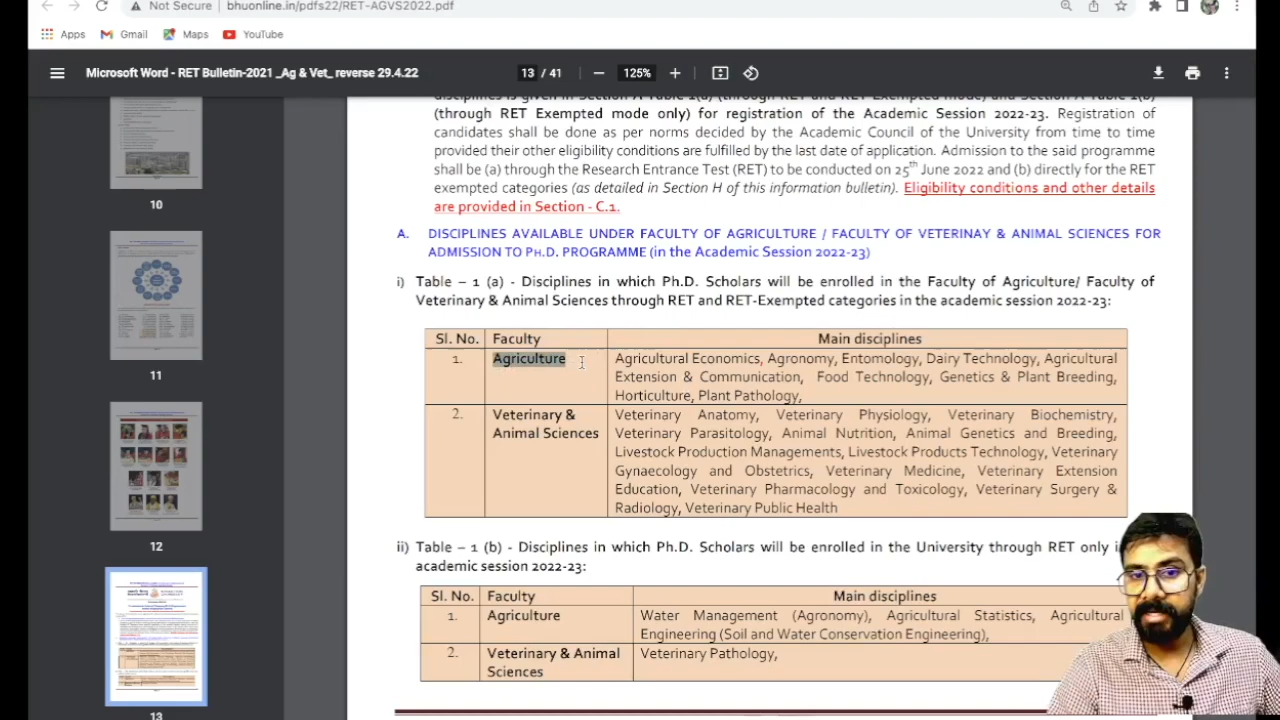 Not Secure | bhuonline.in/pdfs22/RET-AGVS2022.pdf
Apps Gmail Maps YouTube
Microsoft Word - RET Bulletin-2021 _Ag & Vet_ reverse 29.4.22
13 / 41
125%
10
11
12
13
(through RET Exempted mode only) for registration of the Academic Session 2022-23. Registration of
candidates shall be done as per norms decided by the Academic Council of the University from time to time
provided their other eligibility conditions are fulfilled by the last date of application. Admission to the said programme
shall be (a) through the Research Entrance Test (RET) to be conducted on 25th June 2022 and (b) directly for the RET
exempted categories (as detailed in Section H of this information bulletin). Eligibility conditions and other details
are provided in Section - C.1.
A. DISCIPLINES AVAILABLE UNDER FACULTY OF AGRICULTURE / FACULTY OF VETERINAY & ANIMAL SCIENCES FOR
ADMISSION TO PH.D. PROGRAMME (in the Academic Session 2022-23)
i) Table – 1 (a) - Disciplines in which Ph.D. Scholars will be enrolled in the Faculty of Agriculture/ Faculty of
Veterinary & Animal Sciences through RET and RET-Exempted categories in the academic session 2022-23:
Sl. No. Faculty Main disciplines
1. Agriculture Agricultural Economics, Agronomy, Entomology, Dairy Technology, Agricultural
Extension & Communication, Food Technology, Genetics & Plant Breeding,
Horticulture, Plant Pathology,
2. Veterinary & Veterinary Anatomy, Veterinary Physiology, Veterinary Biochemistry,
Animal Sciences Veterinary Parasitology, Animal Nutrition, Animal Genetics and Breeding,
Livestock Production Managements, Livestock Products Technology, Veterinary
Gynaecology and Obstetrics, Veterinary Medicine, Veterinary Extension
Education, Veterinary Pharmacology and Toxicology, Veterinary Surgery &
Radiology, Veterinary Public Health
ii) Table – 1 (b) - Disciplines in which Ph.D. Scholars will be enrolled in the University through RET only
academic session 2022-23:
Sl. No. Faculty Main disciplines
1. Agriculture Water Management (Agronomy), Agricultural Statistics, Agricultural
Engineering (Soil and Water Conservation Engineering),
2. Veterinary & Animal Veterinary Pathology,
Sciences